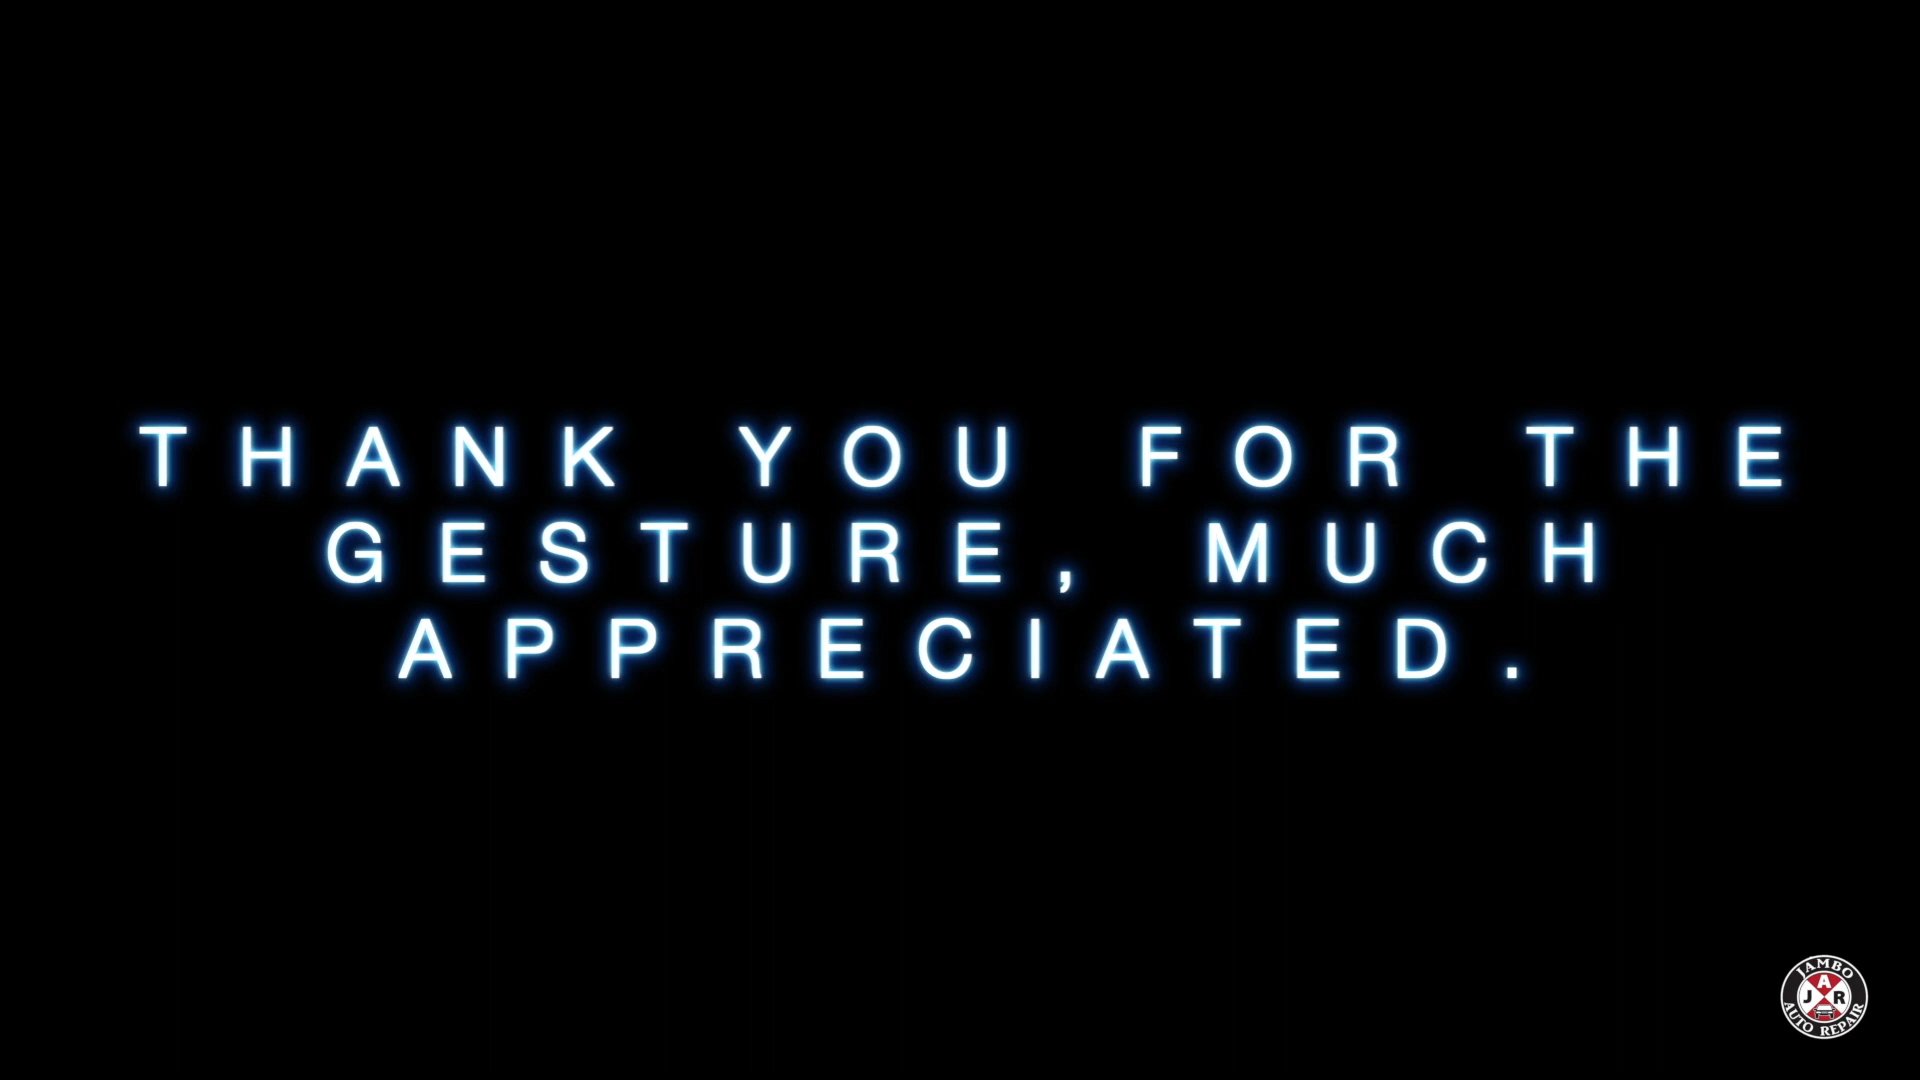 THANK YOU FOR THE
GESTURE, MUCH
APPRECIATED.
JAMBO
A
J R
AUTO REPAIR